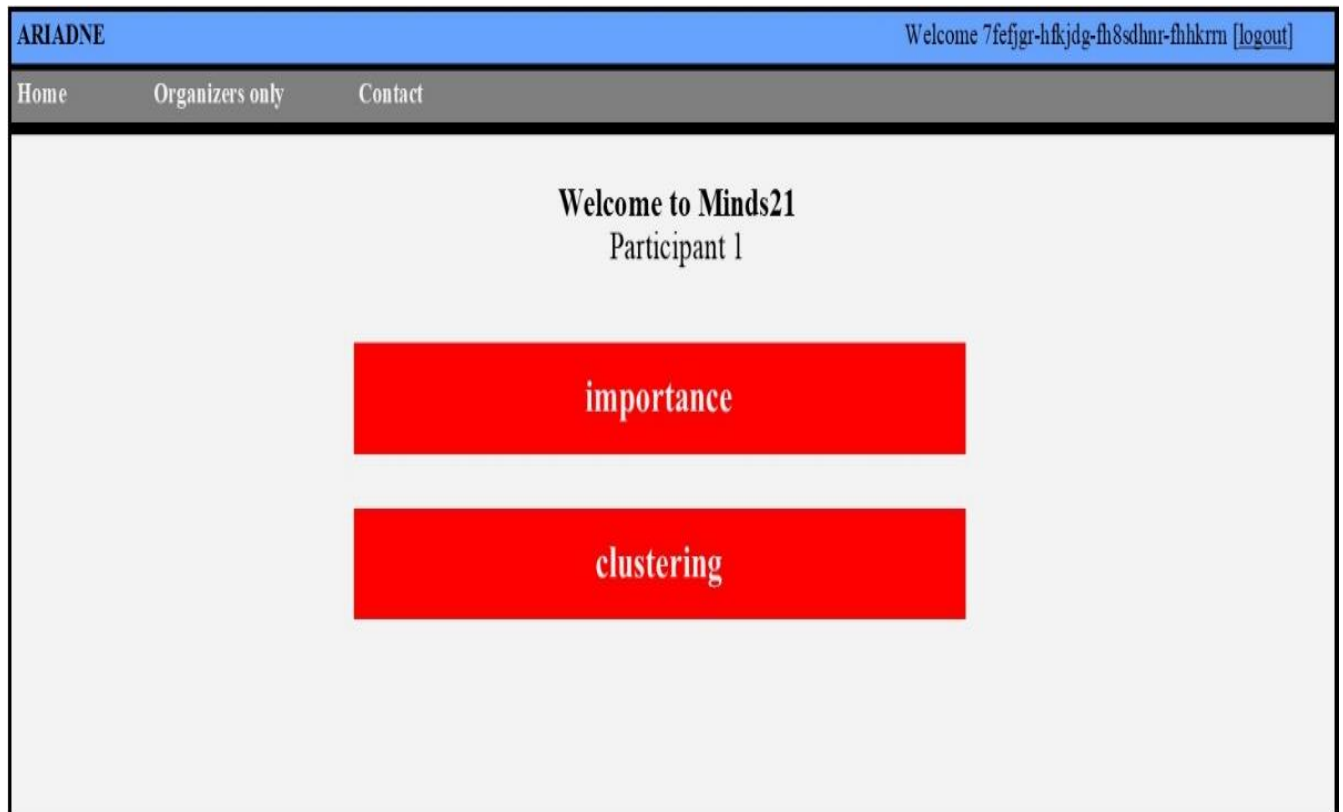 ARIADNE Welcome 7fefjgr-hfkjdg-fh8sdhnr-fhhkrrn [logout]
Home Organizers only Contact
Welcome to Minds21
Participant 1
importance
clustering